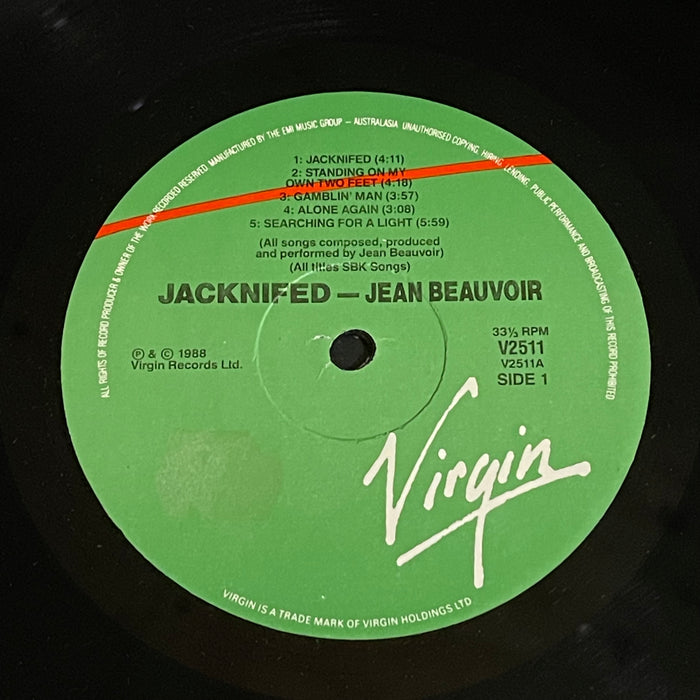 ALL RIGHTS OF RECORD PRODUCER & OWNER OF THE WORK RECORDED RESERVED. MANUFACTURED BY THE EMI MUSIC GROUP – AUSTRALASIA UNAUTHORISED COPYING, HIRING, LENDING, PUBLIC PERFORMANCE AND BROADCASTING OF THIS RECORD PROHIBITED
1: JACKNIFED (4:11)
2: STANDING ON MY
OWN TWO FEET (4:18)
3: GAMBLIN' MAN (3:57)
4: ALONE AGAIN (3:08)
5: SEARCHING FOR A LIGHT (5:59)
(All songs composed, produced
and performed by Jean Beauvoir)
(All titles SBK Songs)
JACKNIFED — JEAN BEAUVOIR
℗ & © 1988
Virgin Records Ltd.
33⅓ RPM
V2511
V2511A
SIDE 1
Virgin
VIRGIN IS A TRADE MARK OF VIRGIN HOLDINGS LTD